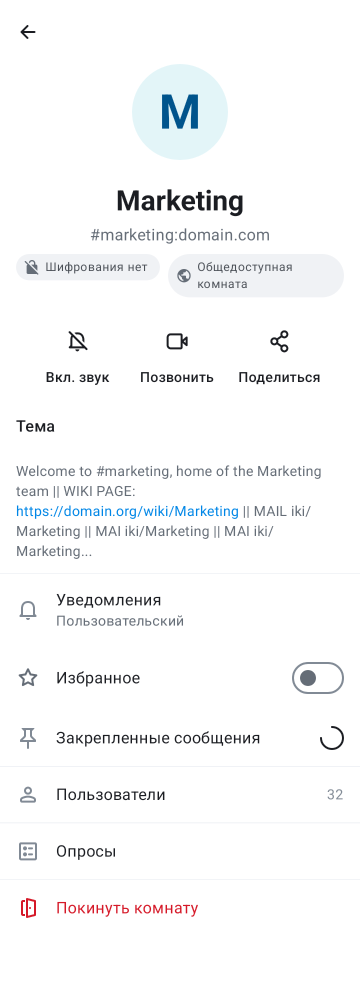 M
Marketing
#marketing:domain.com
Шифрования нет
Общедоступная
комната
Вкл. звук
Позвонить
Поделиться
Тема
Welcome to #marketing, home of the Marketing
team || WIKI PAGE:
https://domain.org/wiki/Marketing || MAIL iki/
Marketing || MAI iki/Marketing || MAI iki/
Marketing...
Уведомления
Пользовательский
Избранное
Закрепленные сообщения
Пользователи 32
Опросы
Покинуть комнату